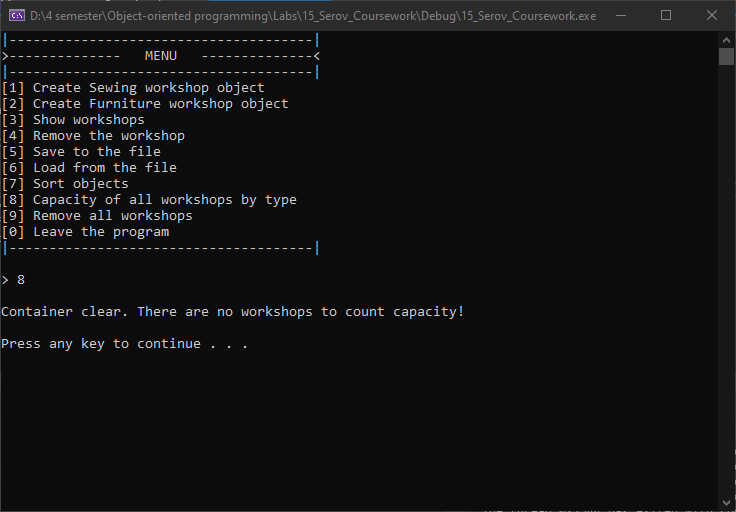 D:\4 semester\Object-oriented programming\Labs\15_Serov_Coursework\Debug\15_Serov_Coursework.exe
|--------------------------------------|
>--------------   MENU   --------------<
|--------------------------------------|
[1] Create Sewing workshop object
[2] Create Furniture workshop object
[3] Show workshops
[4] Remove the workshop
[5] Save to the file
[6] Load from the file
[7] Sort objects
[8] Capacity of all workshops by type
[9] Remove all workshops
[0] Leave the program
|--------------------------------------|
> 8
Container clear. There are no workshops to count capacity!
Press any key to continue . . .